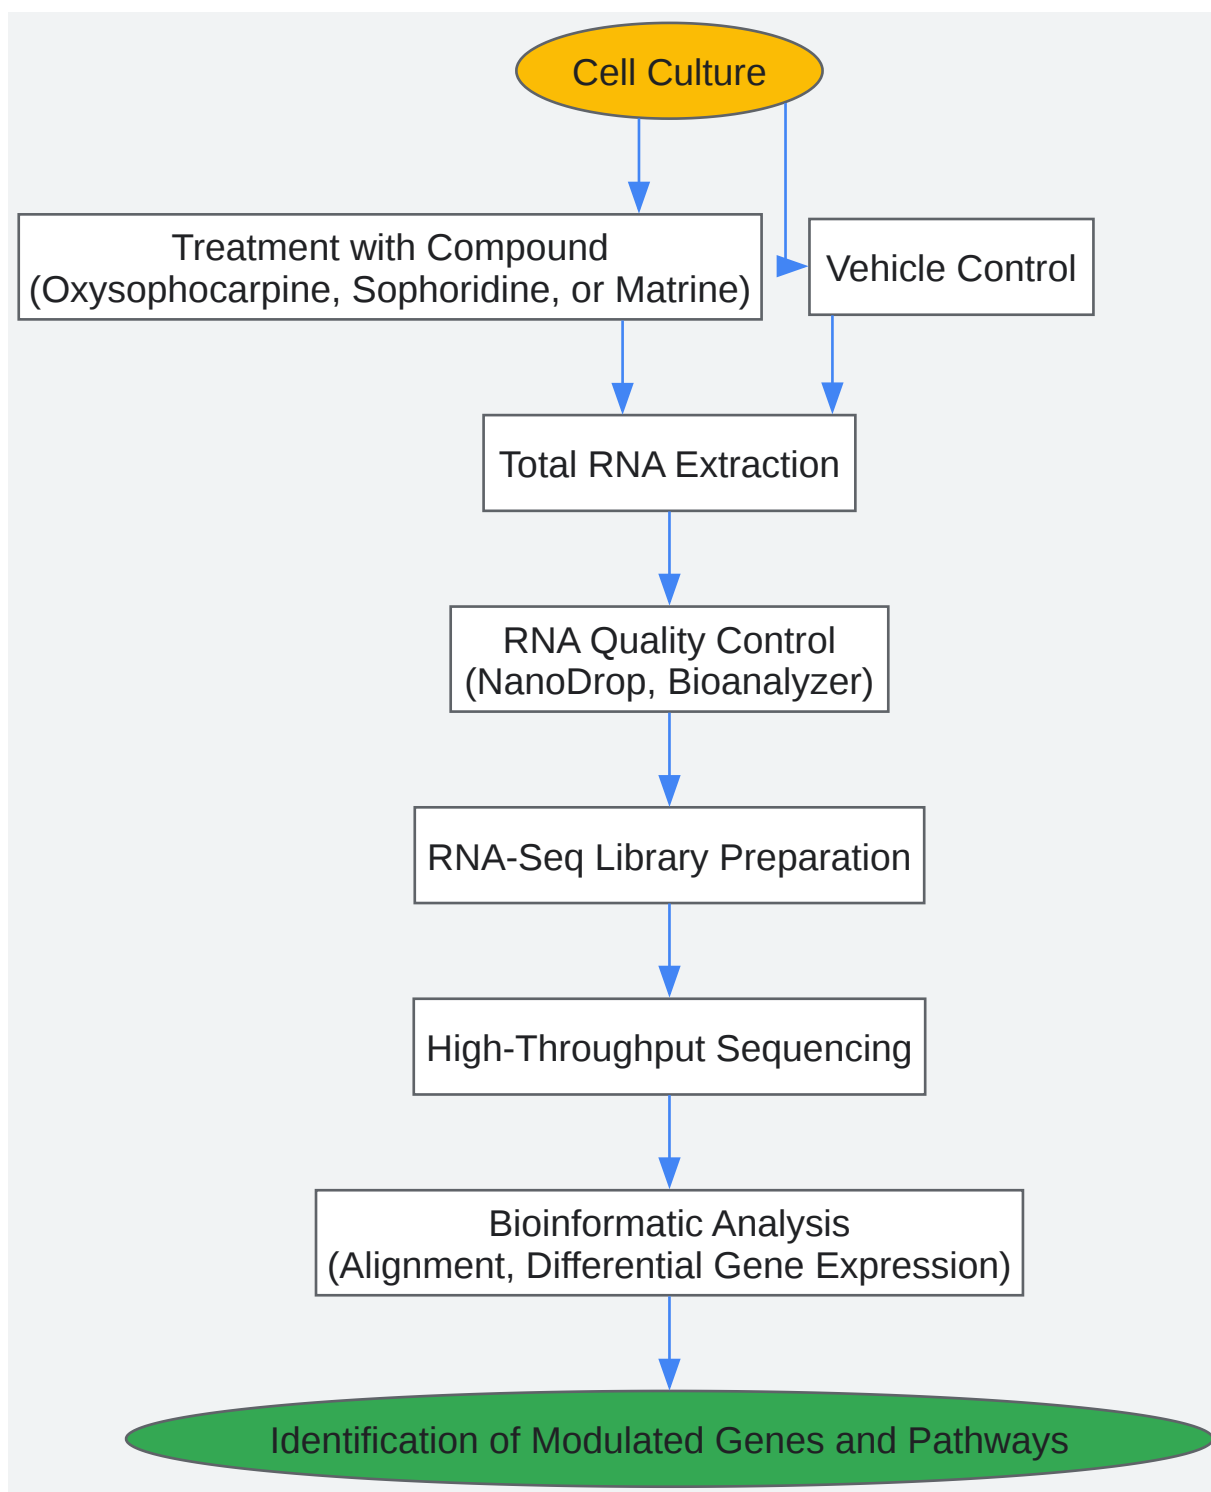 Cell Culture
Treatment with Compound
(Oxysophocarpine, Sophoridine, or Matrine)
Vehicle Control
Total RNA Extraction
RNA Quality Control
(NanoDrop, Bioanalyzer)
RNA-Seq Library Preparation
High-Throughput Sequencing
Bioinformatic Analysis
(Alignment, Differential Gene Expression)
Identification of Modulated Genes and Pathways